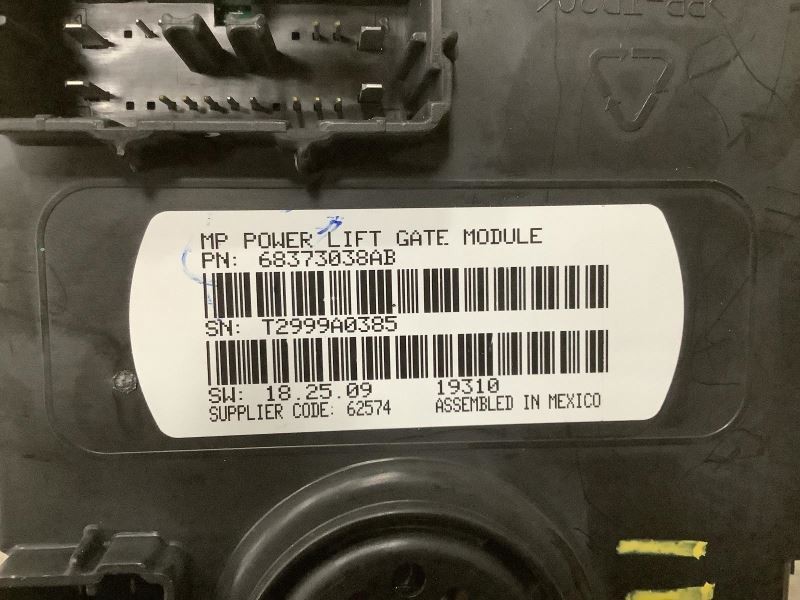 MP POWER LIFT GATE MODULE
PN: 68373038AB
SN: T2999A0385
SW: 18.25.09 19310
SUPPLIER CODE: 62574 ASSEMBLED IN MEXICO